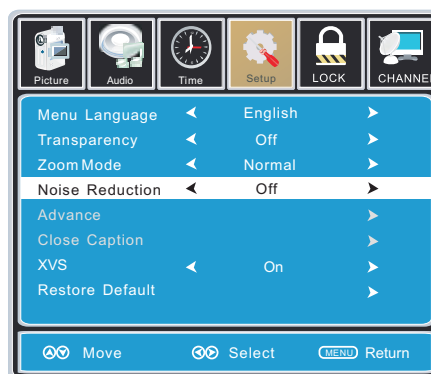 Picture Audio Time Setup LOCK CHANNEL
Menu Language English
Transparency Off
Zoom Mode Normal
Noise Reduction Off
Advance
Close Caption
XVS On
Restore Default
Move Select MENU Return